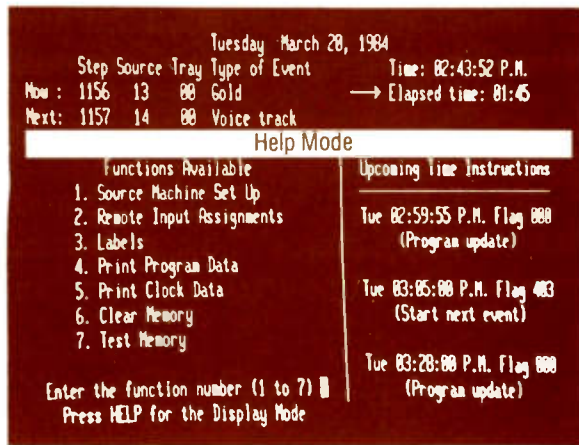 Tuesday March 20, 1984
Step Source Tray Type of Event Time: 02:43:52 P.M.
Now : 1156 13 00 Gold → Elapsed time: 01:45
Next: 1157 14 00 Voice track
Help Mode
Functions Available
1. Source Machine Set Up
2. Remote Input Assignments
3. Labels
4. Print Program Data
5. Print Clock Data
6. Clear Memory
7. Test Memory
Enter the function number (1 to 7)
Press HELP for the Display Mode
Upcoming Time Instructions
Tue 02:59:55 P.M. Flag 000
(Program update)
Tue 03:05:00 P.M. Flag 403
(Start next event)
Tue 03:28:00 P.M. Flag 000
(Program update)